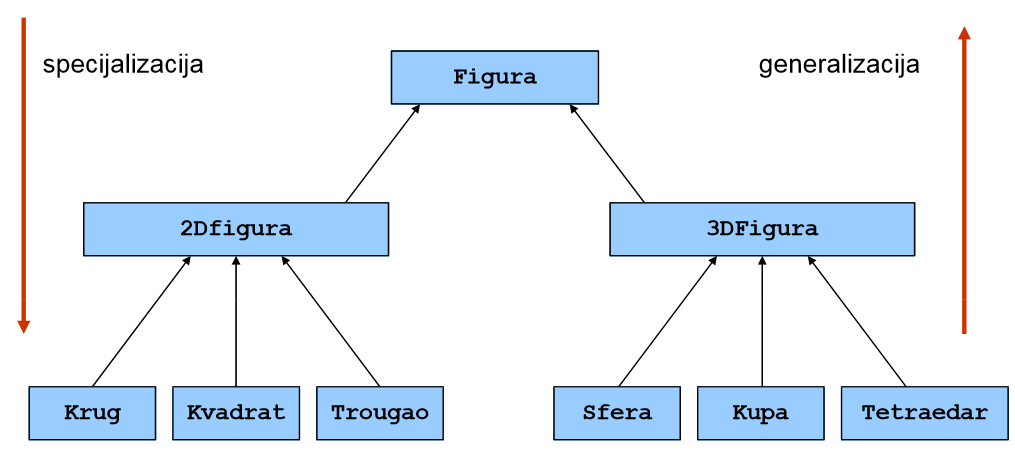 specijalizacija
Figura
generalizacija
2Dfigura
3DFigura
Krug
Kvadrat
Trougao
Sfera
Kupa
Tetraedar